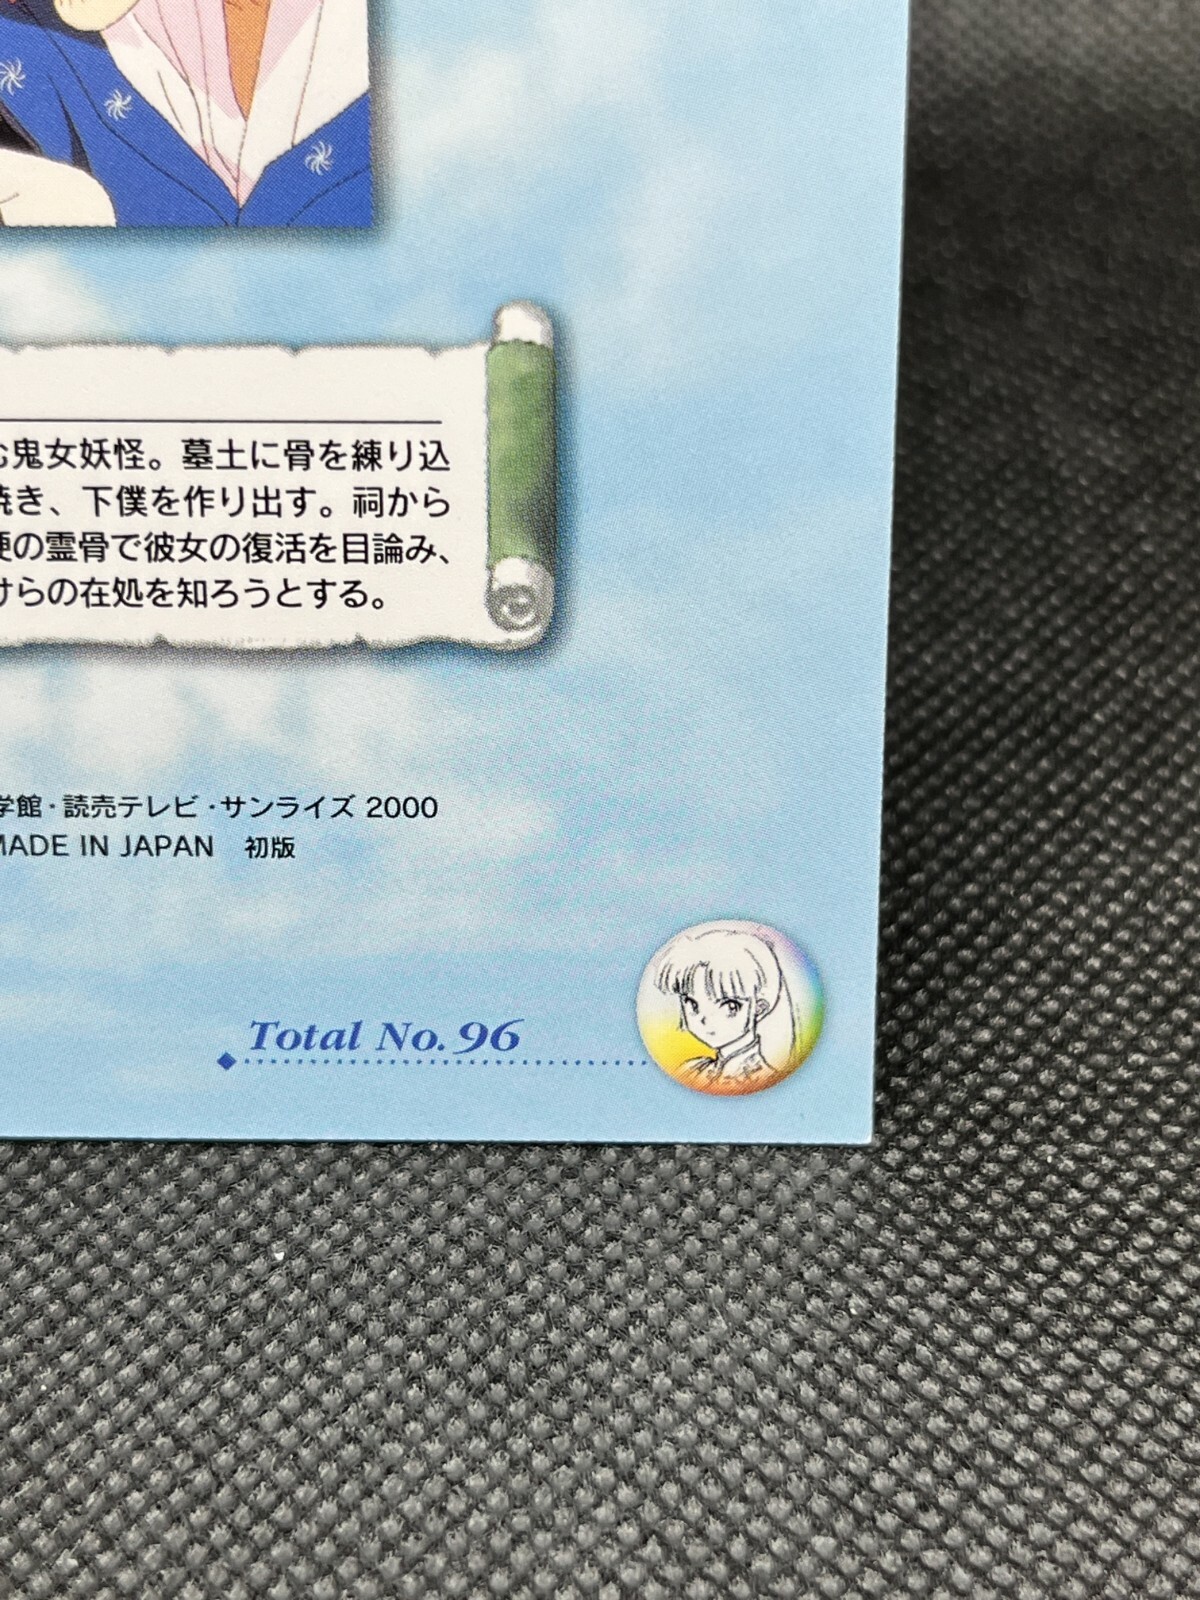 鬼女妖怪。墓土に骨を練り込
焼き、下僕を作り出す。祠から
の霊骨で彼女の復活を目論み、
けらの在処を知ろうとする。
学館・読売テレビ・サンライズ 2000
MADE IN JAPAN 初版
Total No. 96